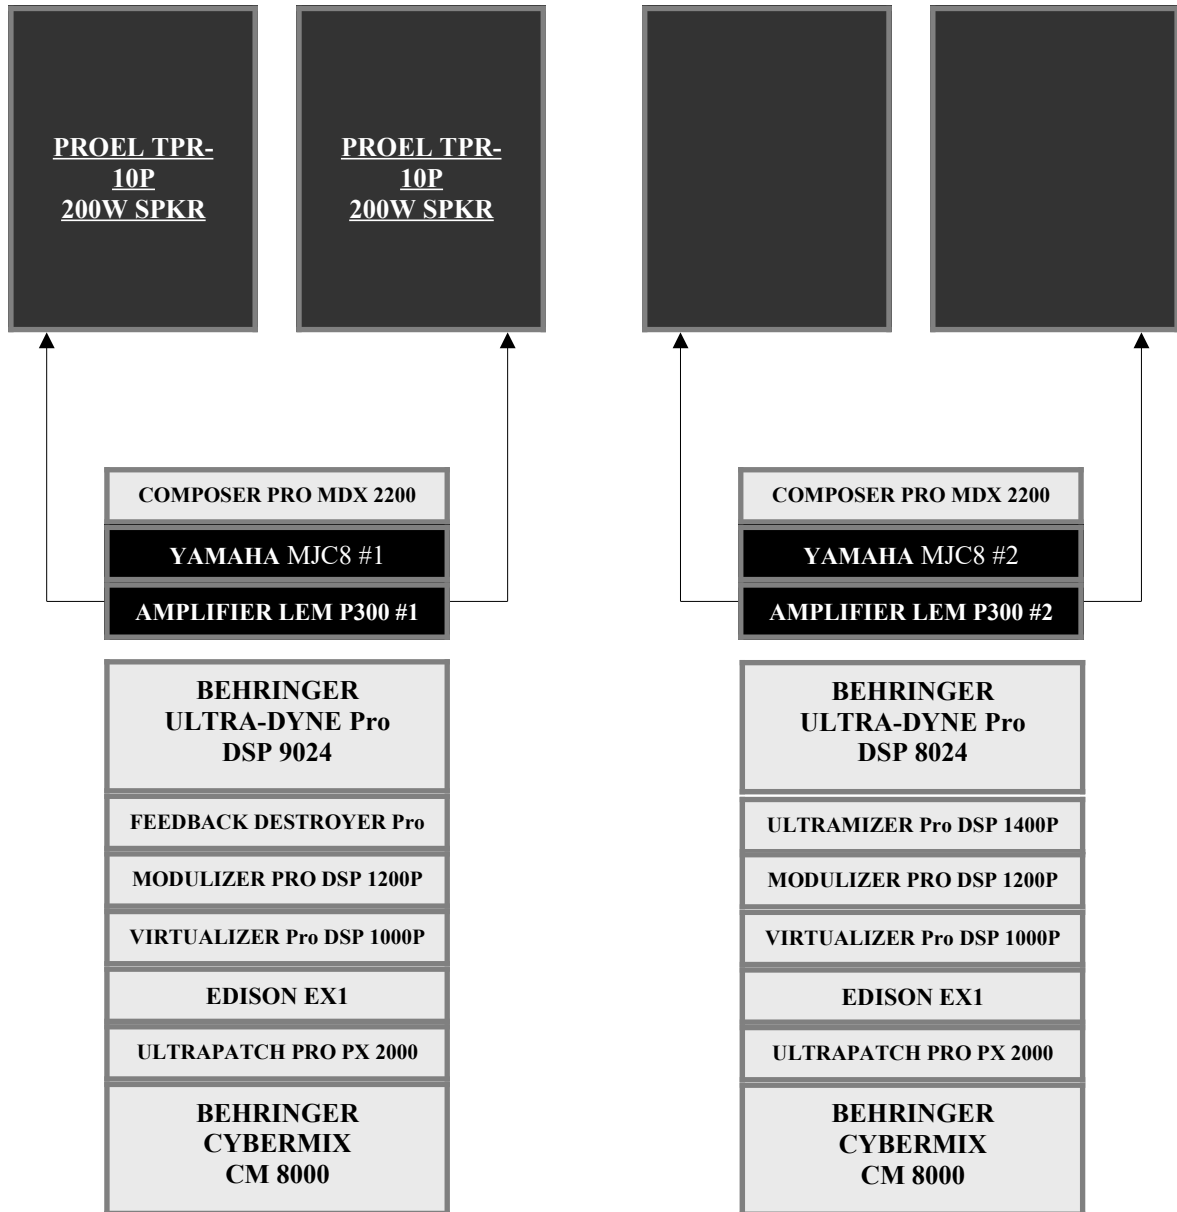 PROEL TPR-
10P
200W SPKR
PROEL TPR-
10P
200W SPKR
COMPOSER PRO MDX 2200
YAMAHA MJC8 #1
AMPLIFIER LEM P300 #1
BEHRINGER
ULTRA-DYNE Pro
DSP 9024
FEEDBACK DESTROYER Pro
MODULIZER PRO DSP 1200P
VIRTUALIZER Pro DSP 1000P
EDISON EX1
ULTRAPATCH PRO PX 2000
BEHRINGER
CYBERMIX
CM 8000
COMPOSER PRO MDX 2200
YAMAHA MJC8 #2
AMPLIFIER LEM P300 #2
BEHRINGER
ULTRA-DYNE Pro
DSP 8024
ULTRAMIZER Pro DSP 1400P
MODULIZER PRO DSP 1200P
VIRTUALIZER Pro DSP 1000P
EDISON EX1
ULTRAPATCH PRO PX 2000
BEHRINGER
CYBERMIX
CM 8000